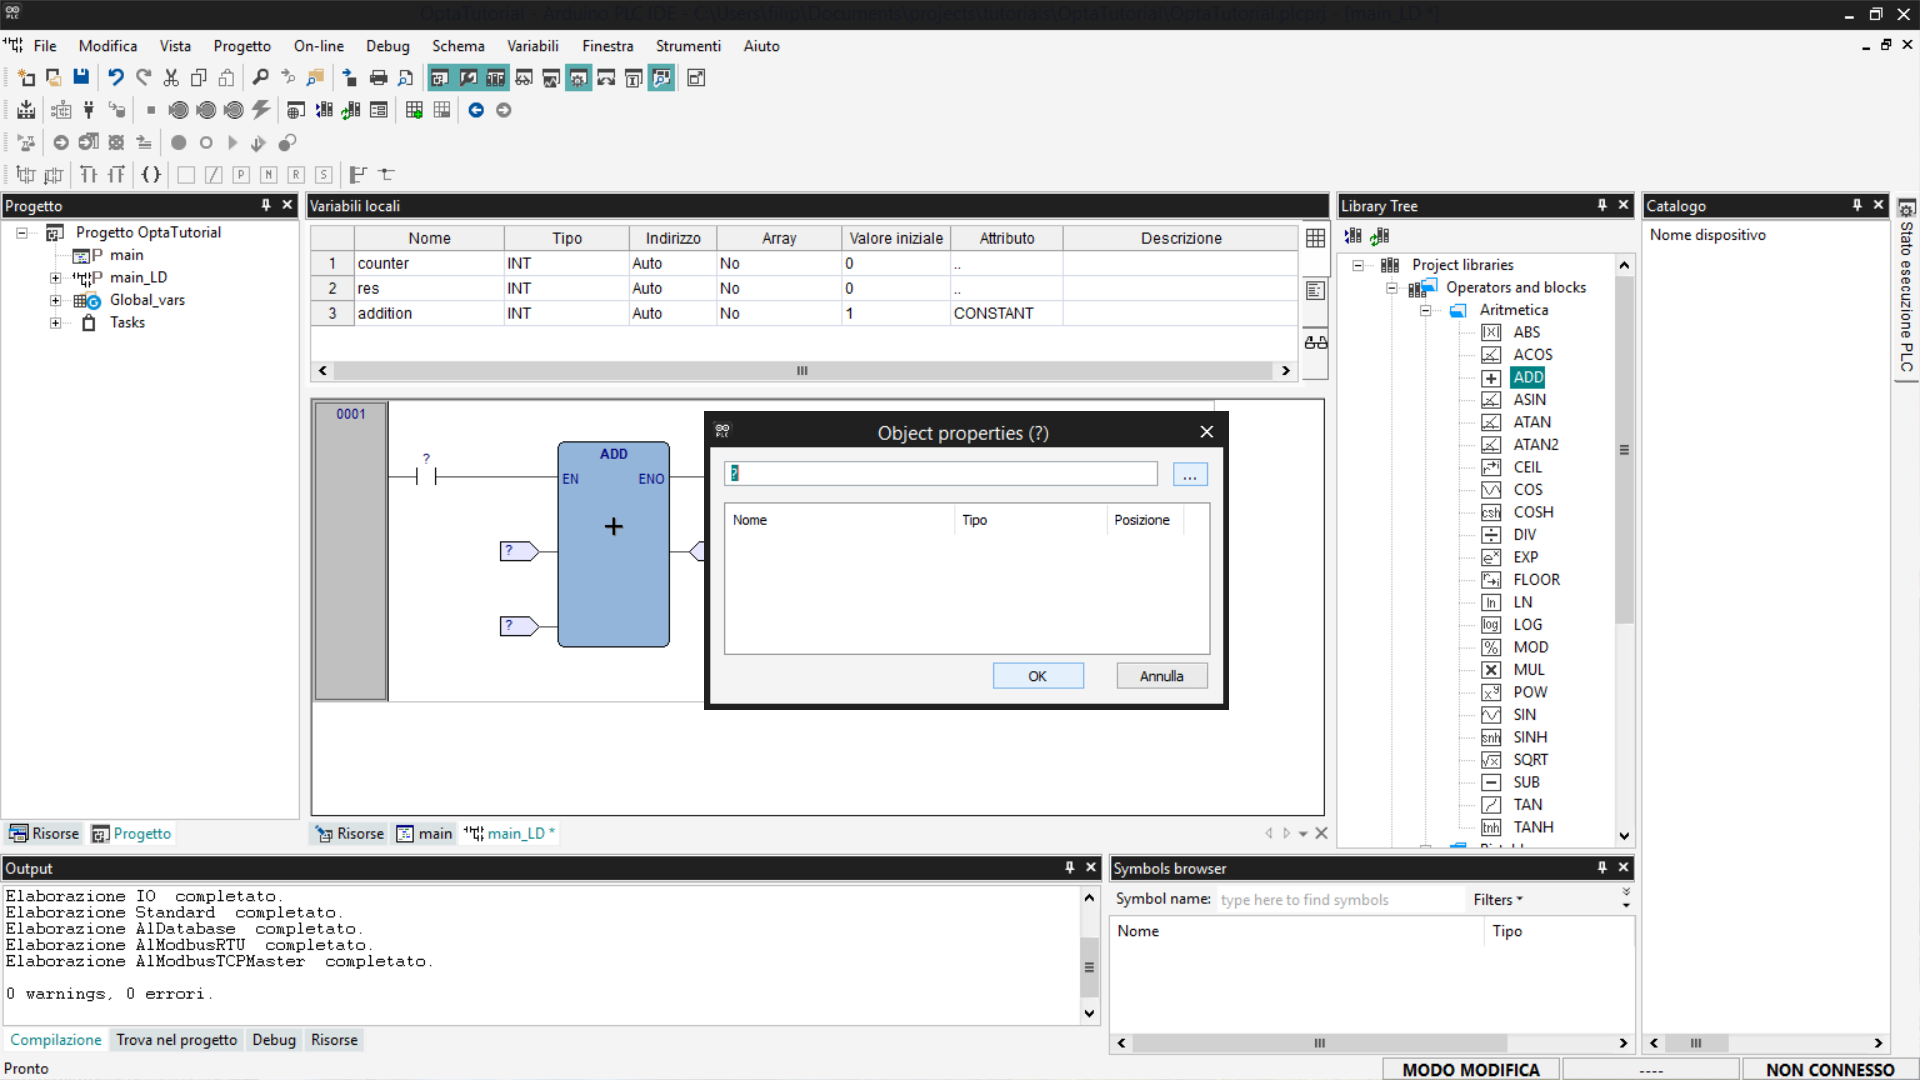 OptaTutorial - Arduino PLC IDE - C:\Users\filip\Documents\projects\tutorials\OptaTutorial\OptaTutorial.plcprj - [main_LD *]
File Modifica Vista Progetto On-line Debug Schema Variabili Finestra Strumenti Aiuto
Progetto
Progetto OptaTutorial
main
main_LD
Global_vars
Tasks
Risorse Progetto
Variabili locali
Nome Tipo Indirizzo Array Valore iniziale Attributo Descrizione
1 counter INT Auto No 0 ..
2 res INT Auto No 0 ..
3 addition INT Auto No 1 CONSTANT
0001
?
ADD
EN ENO
?
?
Object properties (?)
?
...
Nome Tipo Posizione
OK Annulla
Risorse main main_LD *
Library Tree
Project libraries
Operators and blocks
Aritmetica
ABS
ACOS
ADD
ASIN
ATAN
ATAN2
CEIL
COS
COSH
DIV
EXP
FLOOR
LN
LOG
MOD
MUL
POW
SIN
SINH
SQRT
SUB
TAN
TANH
Catalogo
Nome dispositivo
Stato esecuzione PLC
Output
Elaborazione IO completato.
Elaborazione Standard completato.
Elaborazione AlDatabase completato.
Elaborazione AlModbusRTU completato.
Elaborazione AlModbusTCPMaster completato.
0 warnings, 0 errori.
Compilazione Trova nel progetto Debug Risorse
Symbols browser
Symbol name: type here to find symbols Filters
Nome Tipo
Pronto
MODO MODIFICA ---- NON CONNESSO